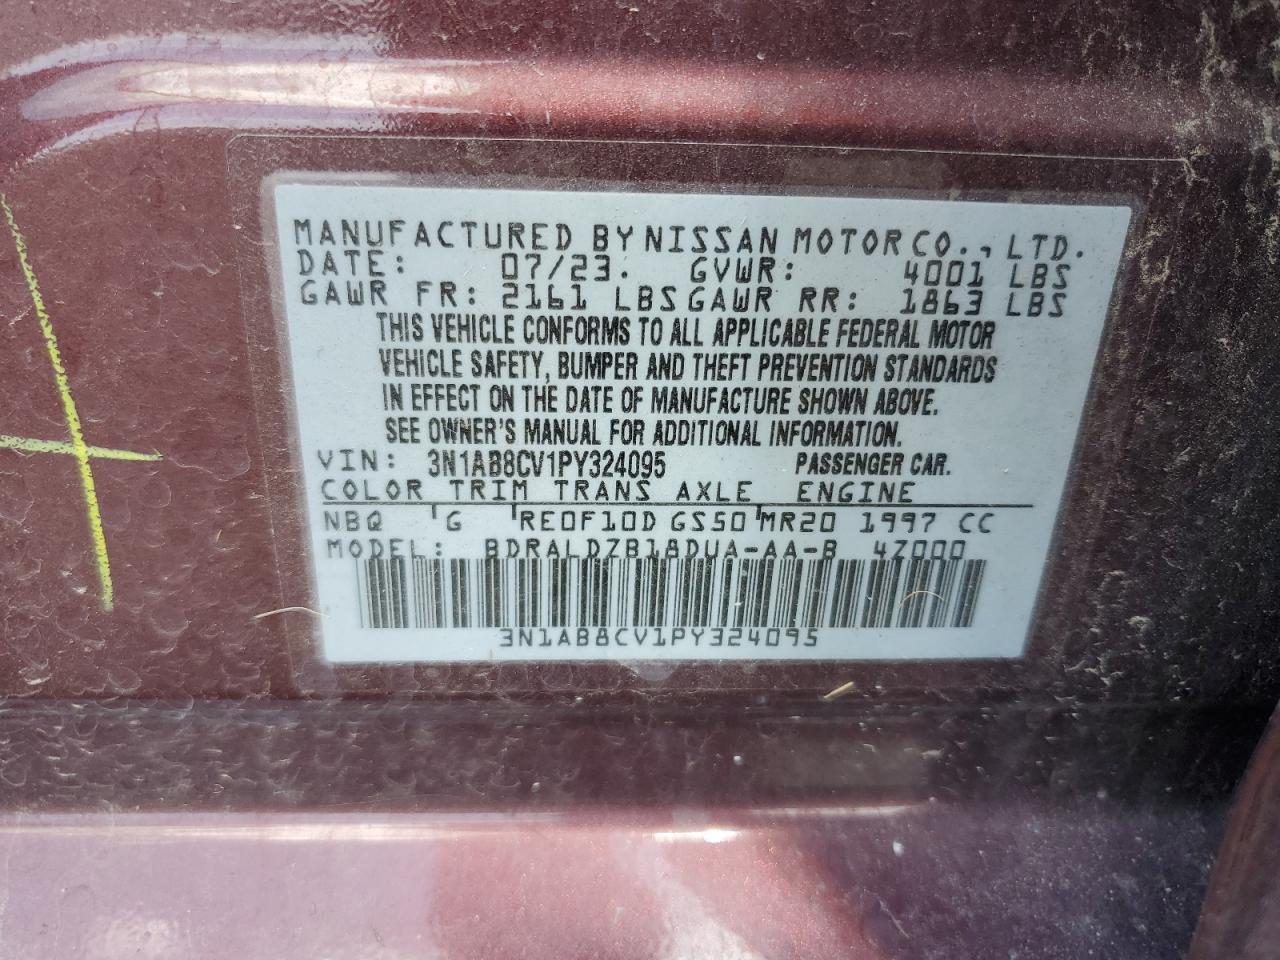 MANUFACTURED BY NISSAN MOTOR CO., LTD.
DATE: 07/23. GVWR: 4001 LBS
GAWR FR: 2161 LBS GAWR RR: 1863 LBS
THIS VEHICLE CONFORMS TO ALL APPLICABLE FEDERAL MOTOR
VEHICLE SAFETY, BUMPER AND THEFT PREVENTION STANDARDS
IN EFFECT ON THE DATE OF MANUFACTURE SHOWN ABOVE.
SEE OWNER'S MANUAL FOR ADDITIONAL INFORMATION.
VIN: 3N1AB8CV1PY324095 PASSENGER CAR.
COLOR TRIM TRANS AXLE ENGINE
NBQ G RE0F10D GS50 MR20 1997 CC
MODEL: BDRALDZB18DUA-AA-B 4Z000
3N1AB8CV1PY324095